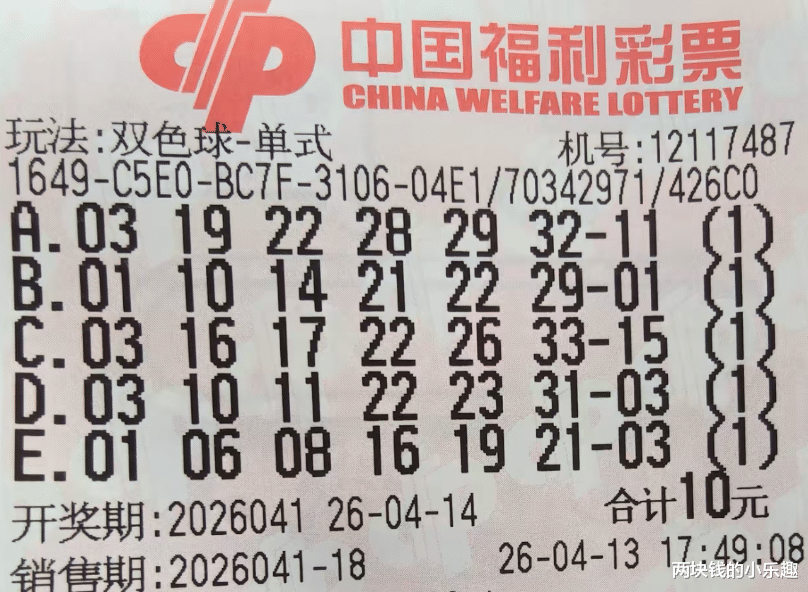 中国福利彩票
CHINA WELFARE LOTTERY
玩法:双色球-单式 机号:12117487
1649-C5E0-BC7F-3106-04E1/70342971/426C0
A.03 19 22 28 29 32-11 (1)
B.01 10 14 21 22 29-01 (1)
C.03 16 17 22 26 33-15 (1)
D.03 10 11 22 23 31-03 (1)
E.01 06 08 16 19 21-03 (1)
开奖期:2026041 26-04-14 合计10元
销售期:2026041-18 26-04-13 17:49:08
两块钱的小乐趣